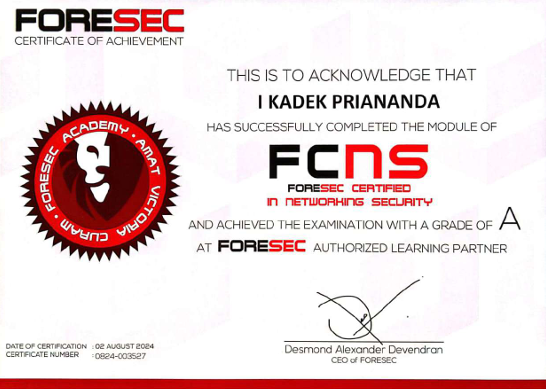 FORESEC
CERTIFICATE OF ACHIEVEMENT
THIS IS TO ACKNOWLEDGE THAT
I KADEK PRIANANDA
HAS SUCCESSFULLY COMPLETED THE MODULE OF
FCNS
FORESEC CERTIFIED
IN NETWORKING SECURITY
AND ACHIEVED THE EXAMINATION WITH A GRADE OF A
AT FORESEC AUTHORIZED LEARNING PARTNER
FORESEC ACADEMY • AMAT VICTORIA CURAM •
Desmond Alexander Devendran
CEO of FORESEC
DATE OF CERTIFICATION : 02 AUGUST 2024
CERTIFICATE NUMBER : 0824-003527